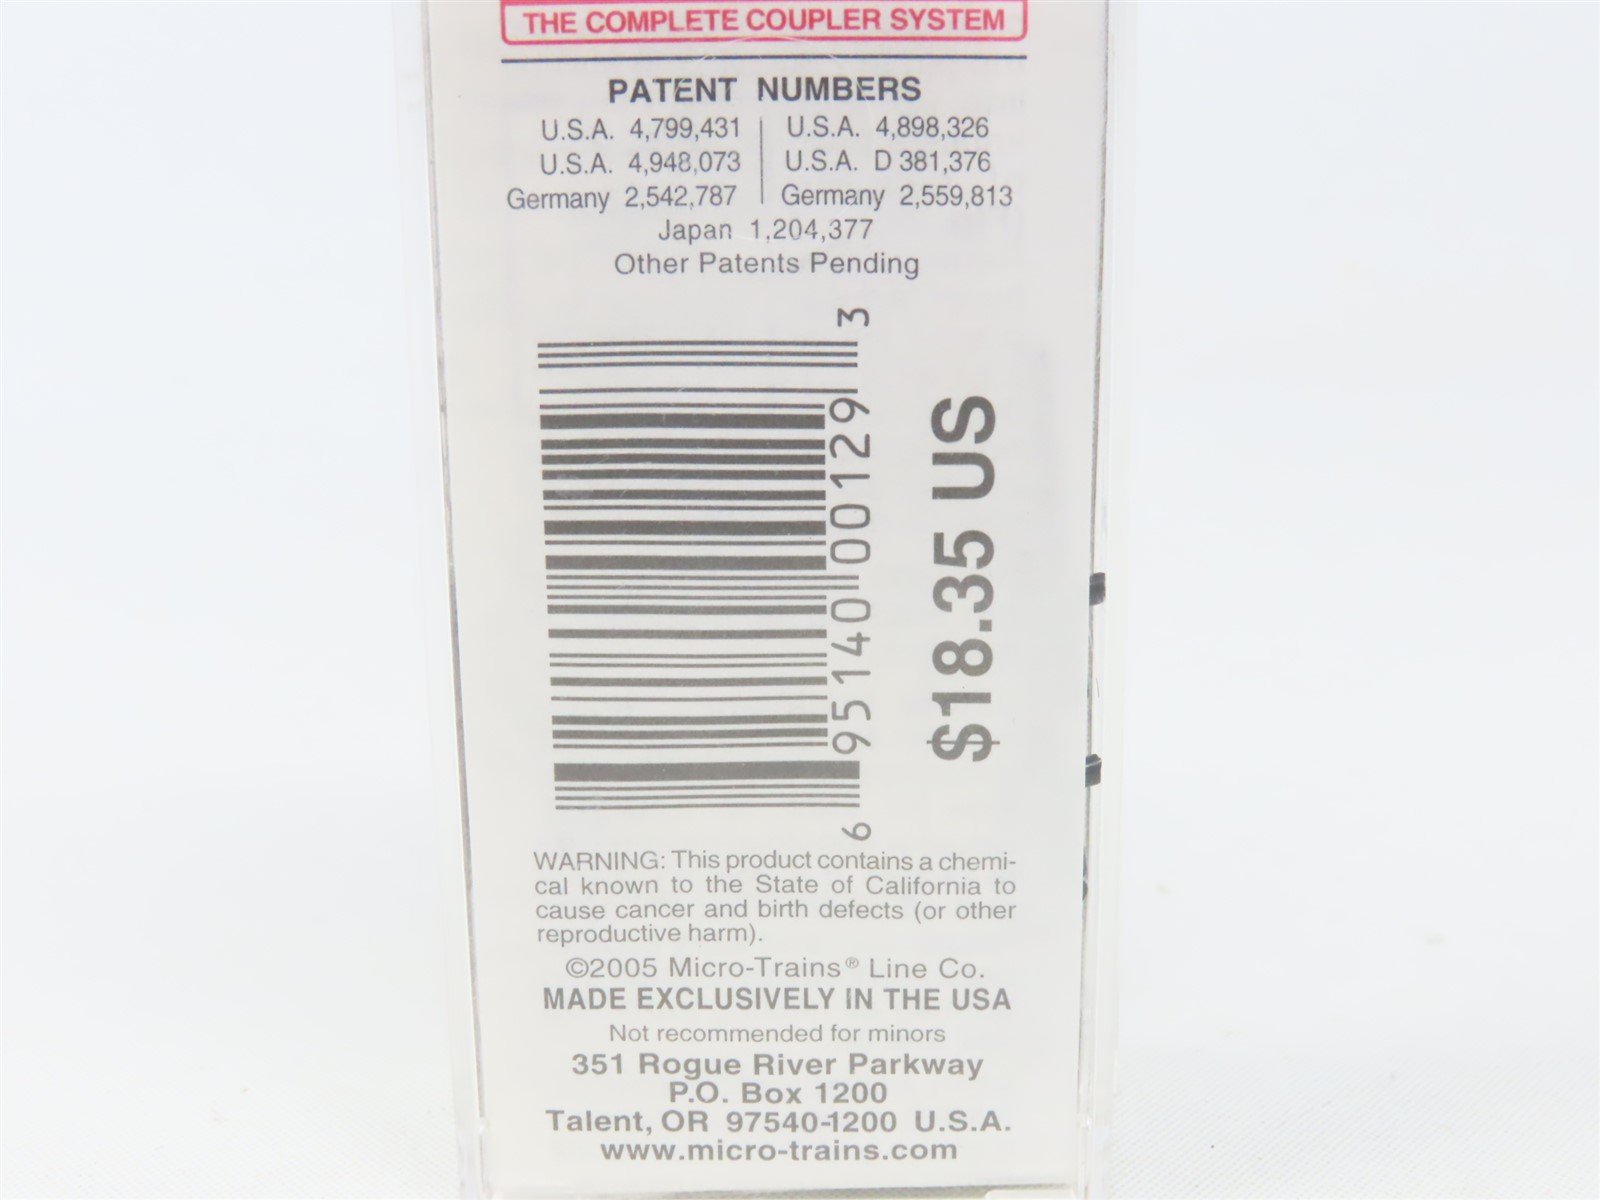 THE COMPLETE COUPLER SYSTEM
PATENT NUMBERS
U.S.A. 4,799,431 | U.S.A. 4,898,326
U.S.A. 4,948,073 | U.S.A. D 381,376
Germany 2,542,787 | Germany 2,559,813
Japan 1,204,377
Other Patents Pending
6 95140 00129 3
$18.35 US
WARNING: This product contains a chemi-
cal known to the State of California to
cause cancer and birth defects (or other
reproductive harm).
©2005 Micro-Trains® Line Co.
MADE EXCLUSIVELY IN THE USA
Not recommended for minors
351 Rogue River Parkway
P.O. Box 1200
Talent, OR 97540-1200 U.S.A.
www.micro-trains.com